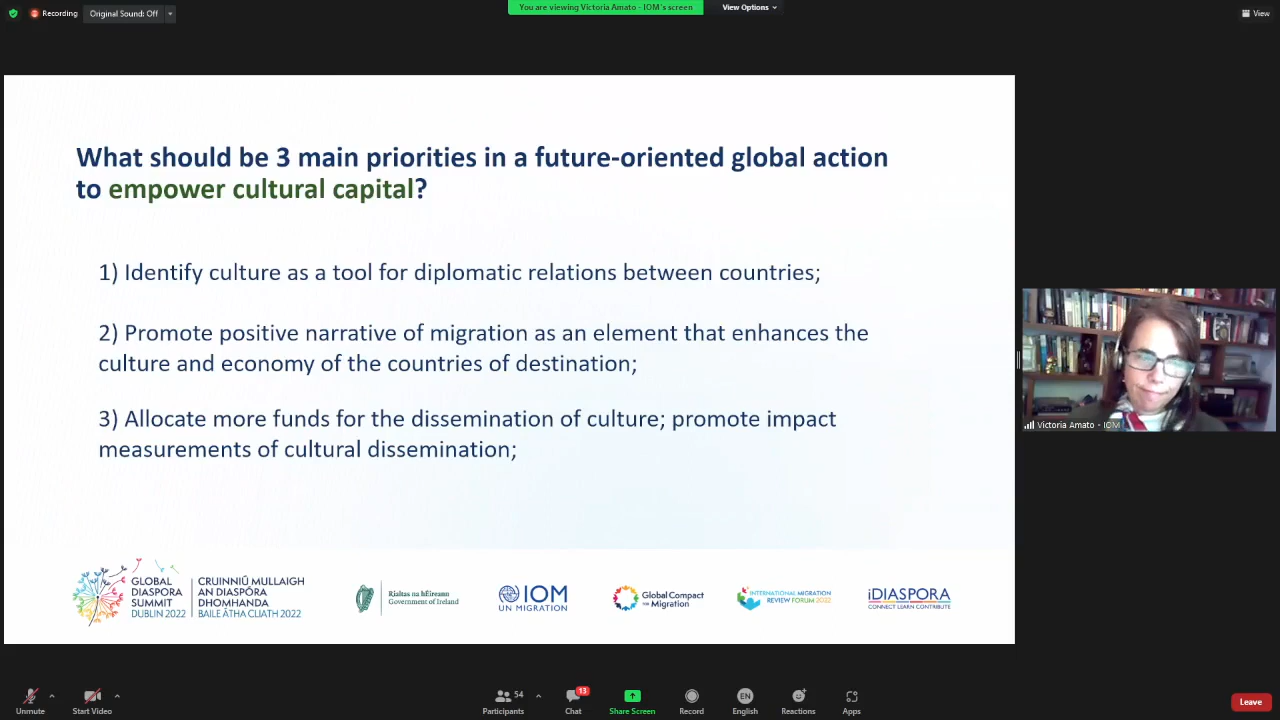 Recording
Original Sound: Off
You are viewing Victoria Amato - IOM's screen
View Options
View
What should be 3 main priorities in a future-oriented global action
to empower cultural capital?
1) Identify culture as a tool for diplomatic relations between countries;
2) Promote positive narrative of migration as an element that enhances the
culture and economy of the countries of destination;
3) Allocate more funds for the dissemination of culture; promote impact
measurements of cultural dissemination;
Victoria Amato - IOM
GLOBAL
DIASPORA
SUMMIT
DUBLIN 2022
CRUINNIÚ MULLAIGH
AN DIASPÓRA
DHOMHANDA
BAILE ÁTHA CLIATH 2022
Rialtas na hÉireann
Government of Ireland
IOM
UN MIGRATION
Global Compact
for Migration
INTERNATIONAL MIGRATION
REVIEW FORUM 2022
iDIASPORA
CONNECT LEARN CONTRIBUTE
Unmute
Start Video
54
Participants
13
Chat
Share Screen
Record
EN
English
Reactions
Apps
Leave